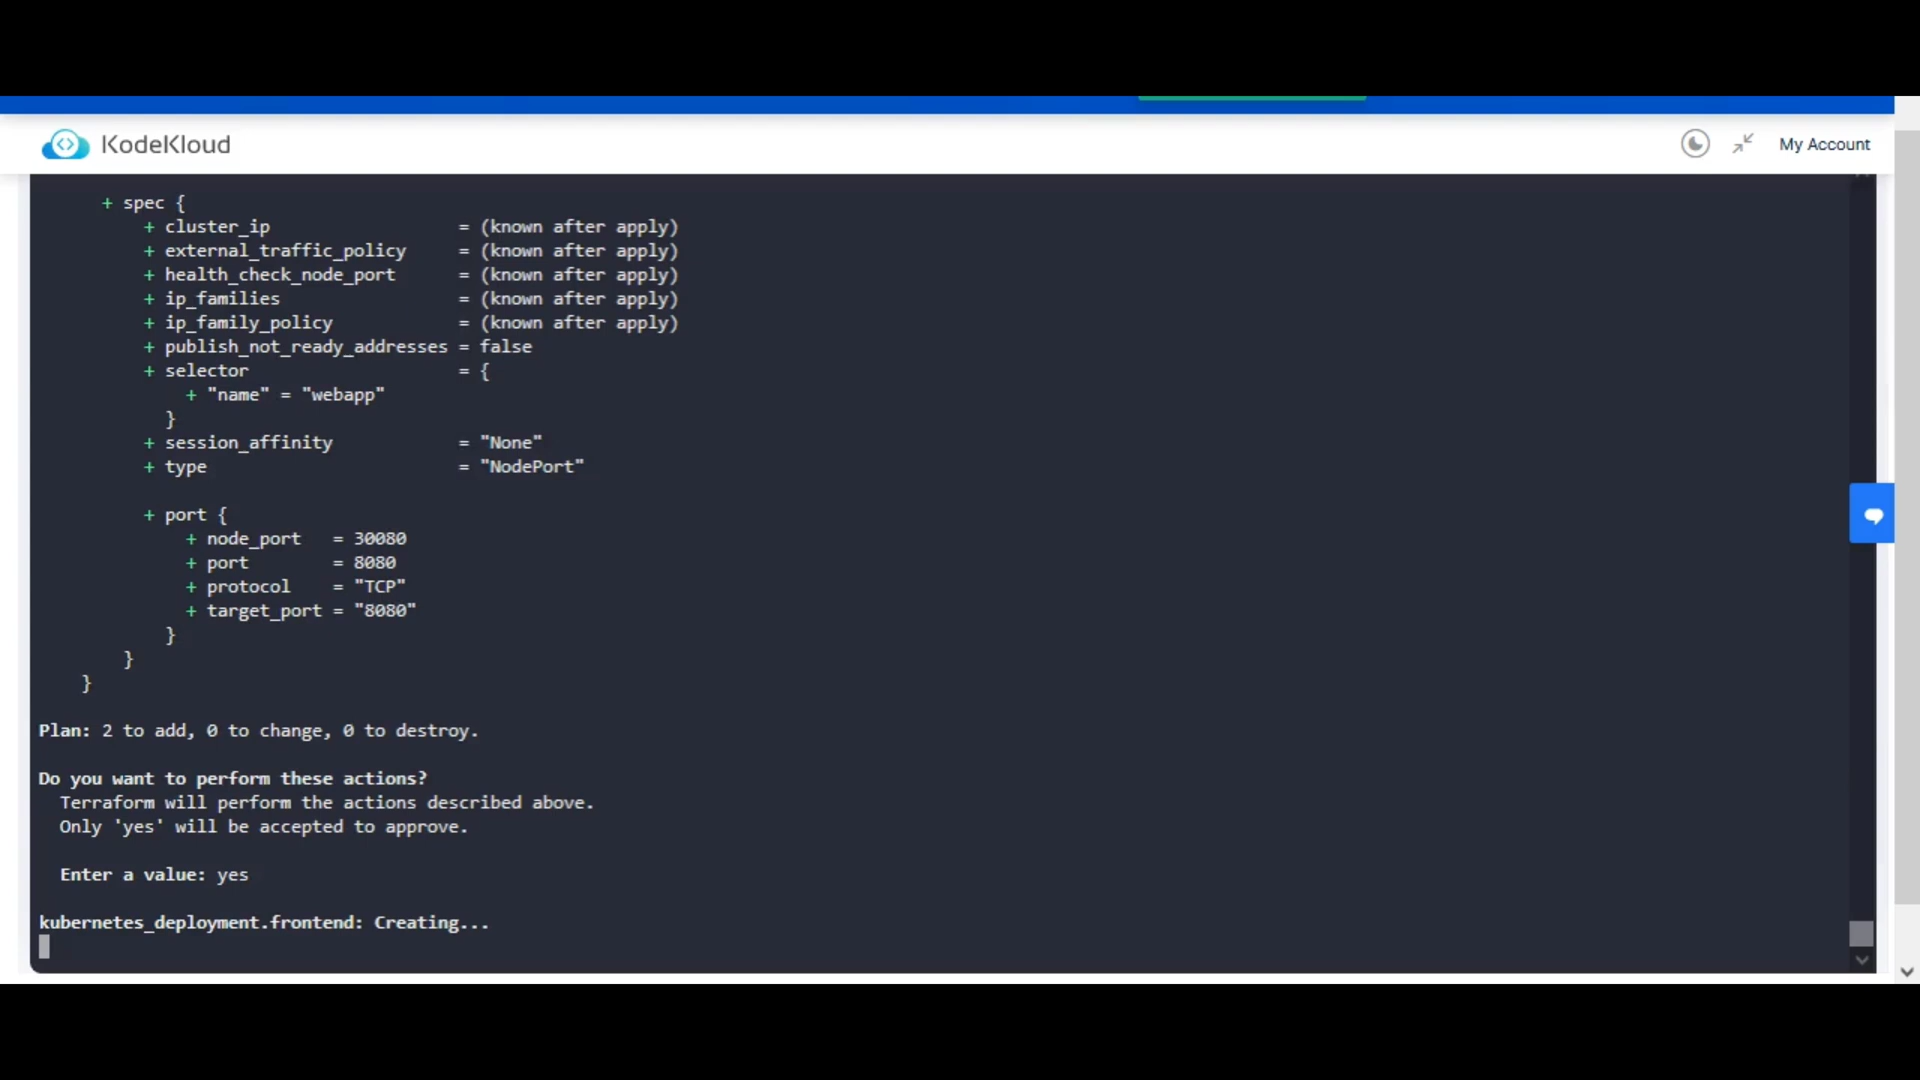 KodeKloud
My Account
+ spec {
+ cluster_ip = (known after apply)
+ external_traffic_policy = (known after apply)
+ health_check_node_port = (known after apply)
+ ip_families = (known after apply)
+ ip_family_policy = (known after apply)
+ publish_not_ready_addresses = false
+ selector = {
+ "name" = "webapp"
}
+ session_affinity = "None"
+ type = "NodePort"
+ port {
+ node_port = 30080
+ port = 8080
+ protocol = "TCP"
+ target_port = "8080"
}
}
}
Plan: 2 to add, 0 to change, 0 to destroy.
Do you want to perform these actions?
Terraform will perform the actions described above.
Only 'yes' will be accepted to approve.
Enter a value: yes
kubernetes_deployment.frontend: Creating...